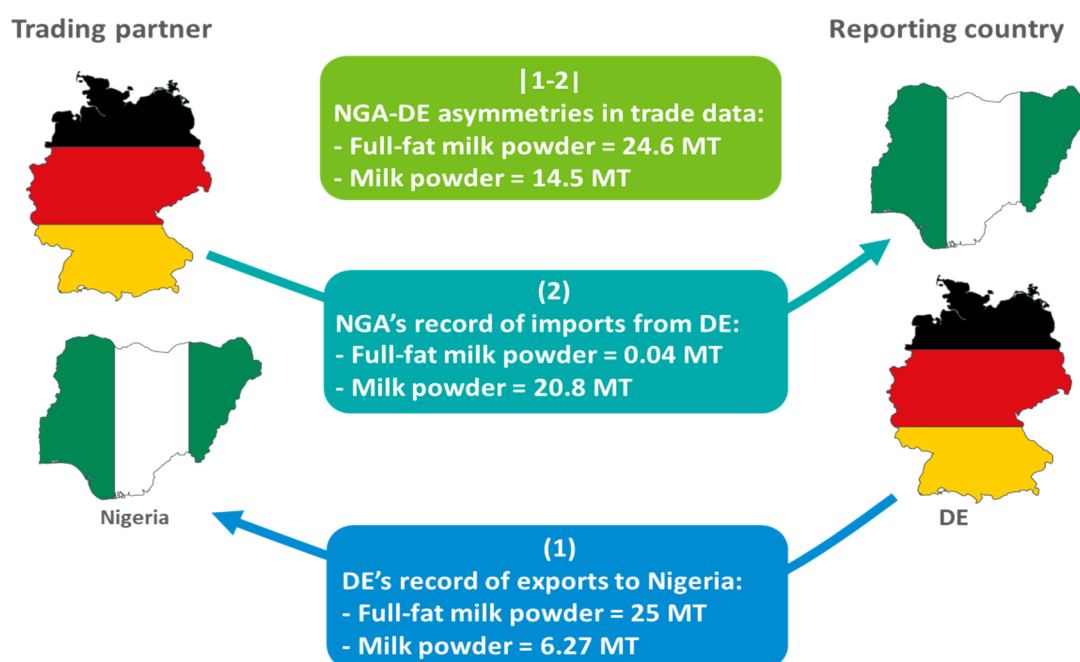 Trading partner
Reporting country
|1-2|
NGA-DE asymmetries in trade data:
- Full-fat milk powder = 24.6 MT
- Milk powder = 14.5 MT
(2)
NGA’s record of imports from DE:
- Full-fat milk powder = 0.04 MT
- Milk powder = 20.8 MT
Nigeria
DE
(1)
DE’s record of exports to Nigeria:
- Full-fat milk powder = 25 MT
- Milk powder = 6.27 MT